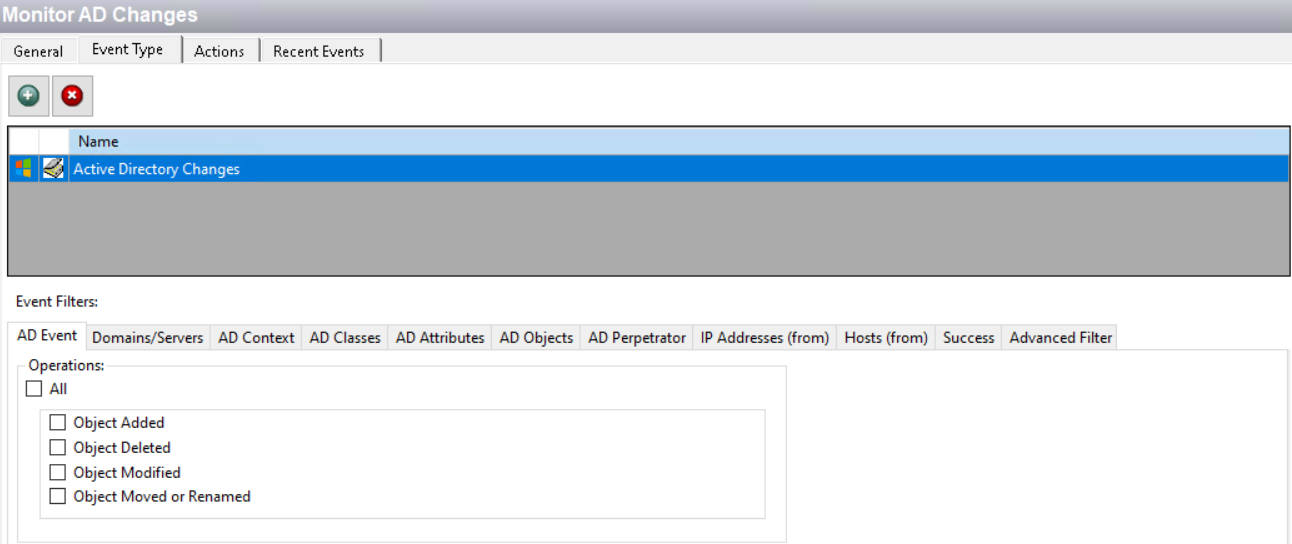 Monitor AD Changes
General Event Type Actions Recent Events
Name
Active Directory Changes
Event Filters:
AD Event Domains/Servers AD Context AD Classes AD Attributes AD Objects AD Perpetrator IP Addresses (from) Hosts (from) Success Advanced Filter
Operations:
All
Object Added
Object Deleted
Object Modified
Object Moved or Renamed